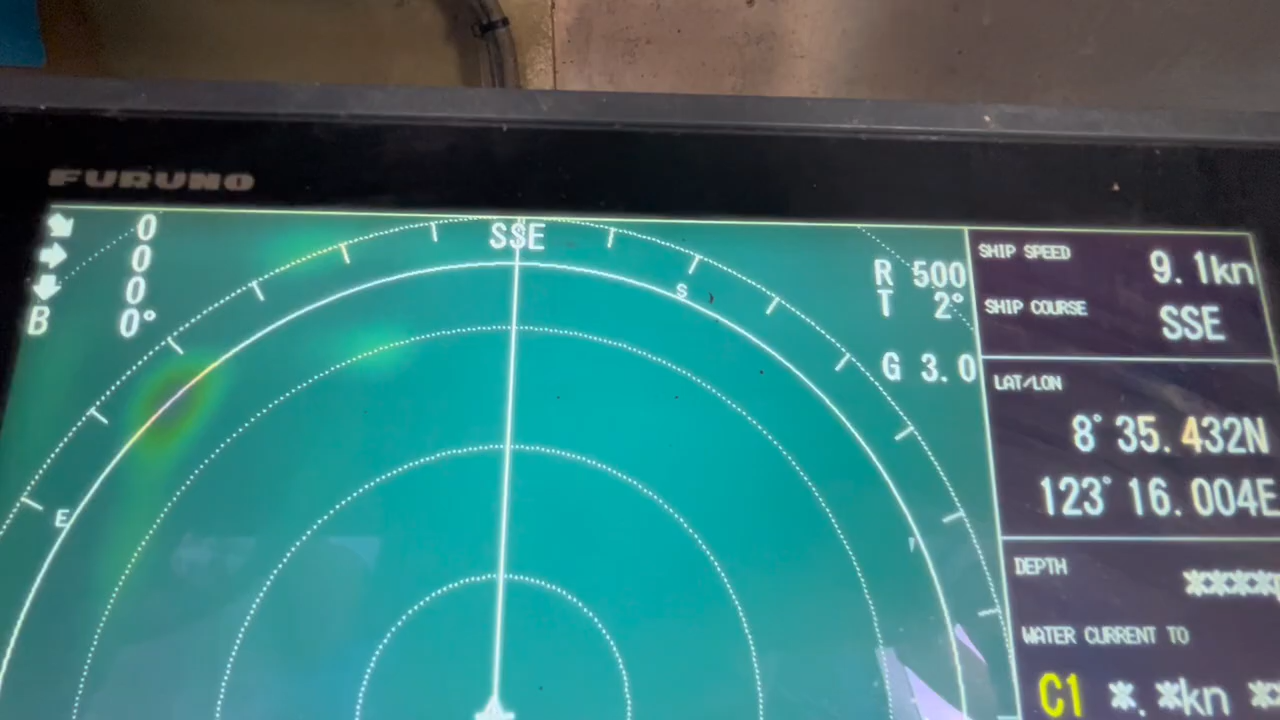 FURUNO
0
0
0
B 0°
SSE
R 500
T 2°
G 3.0
S
E
SHIP SPEED
9.1kn
SHIP COURSE
SSE
LAT/LON
8° 35.432N
123° 16.004E
DEPTH
****
WATER CURRENT TO
C1 *.*kn